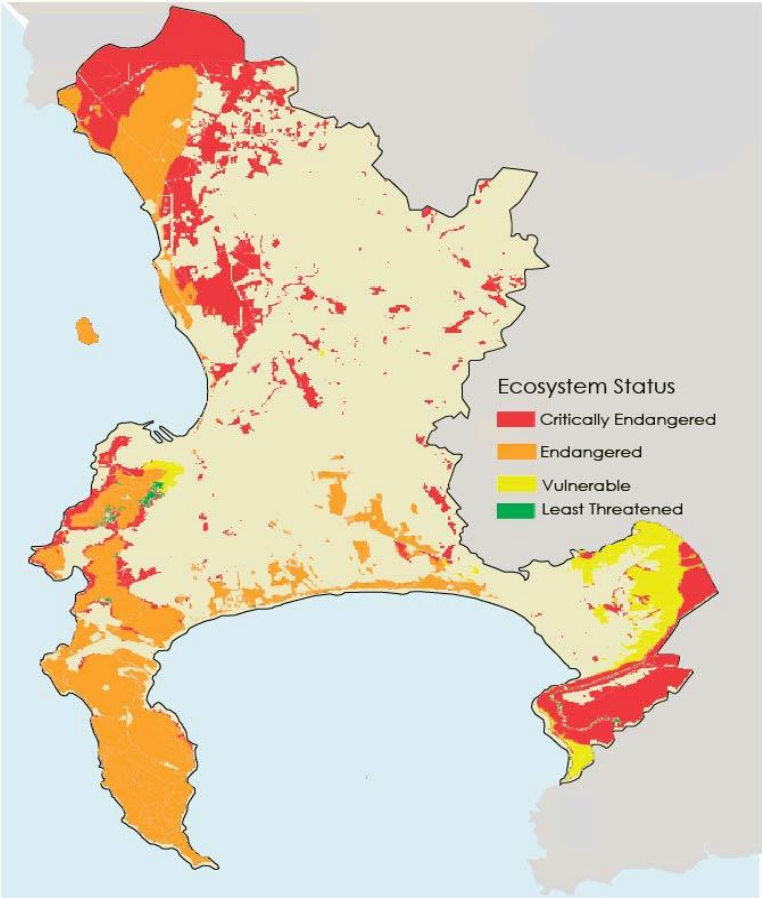 Ecosystem Status
Critically Endangered
Endangered
Vulnerable
Least Threatened